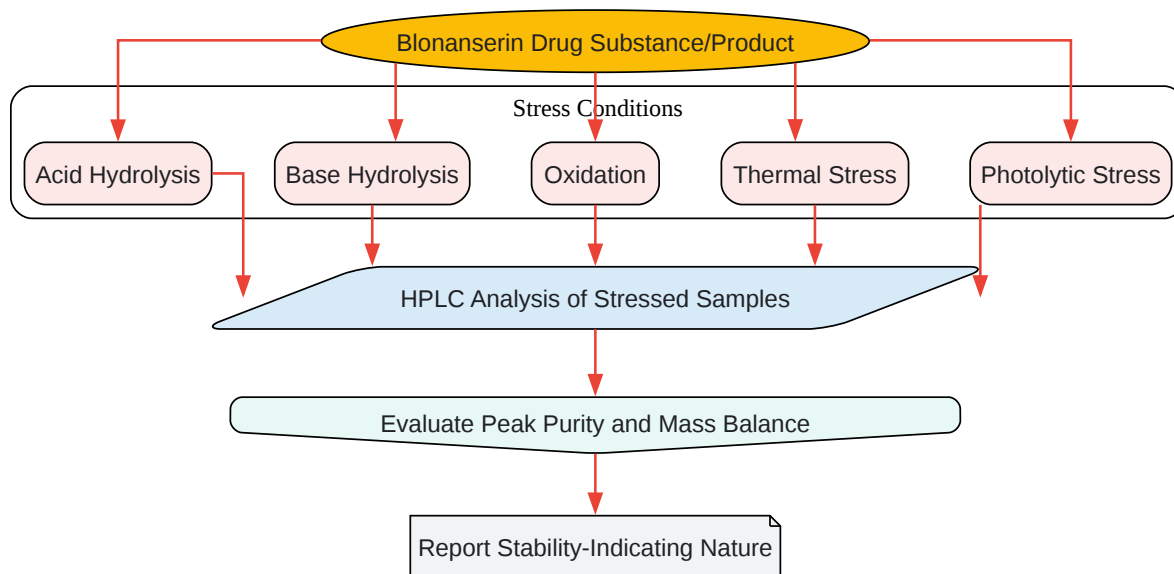 Blonanserin Drug Substance/Product
Stress Conditions
Acid Hydrolysis
Base Hydrolysis
Oxidation
Thermal Stress
Photolytic Stress
HPLC Analysis of Stressed Samples
Evaluate Peak Purity and Mass Balance
Report Stability-Indicating Nature